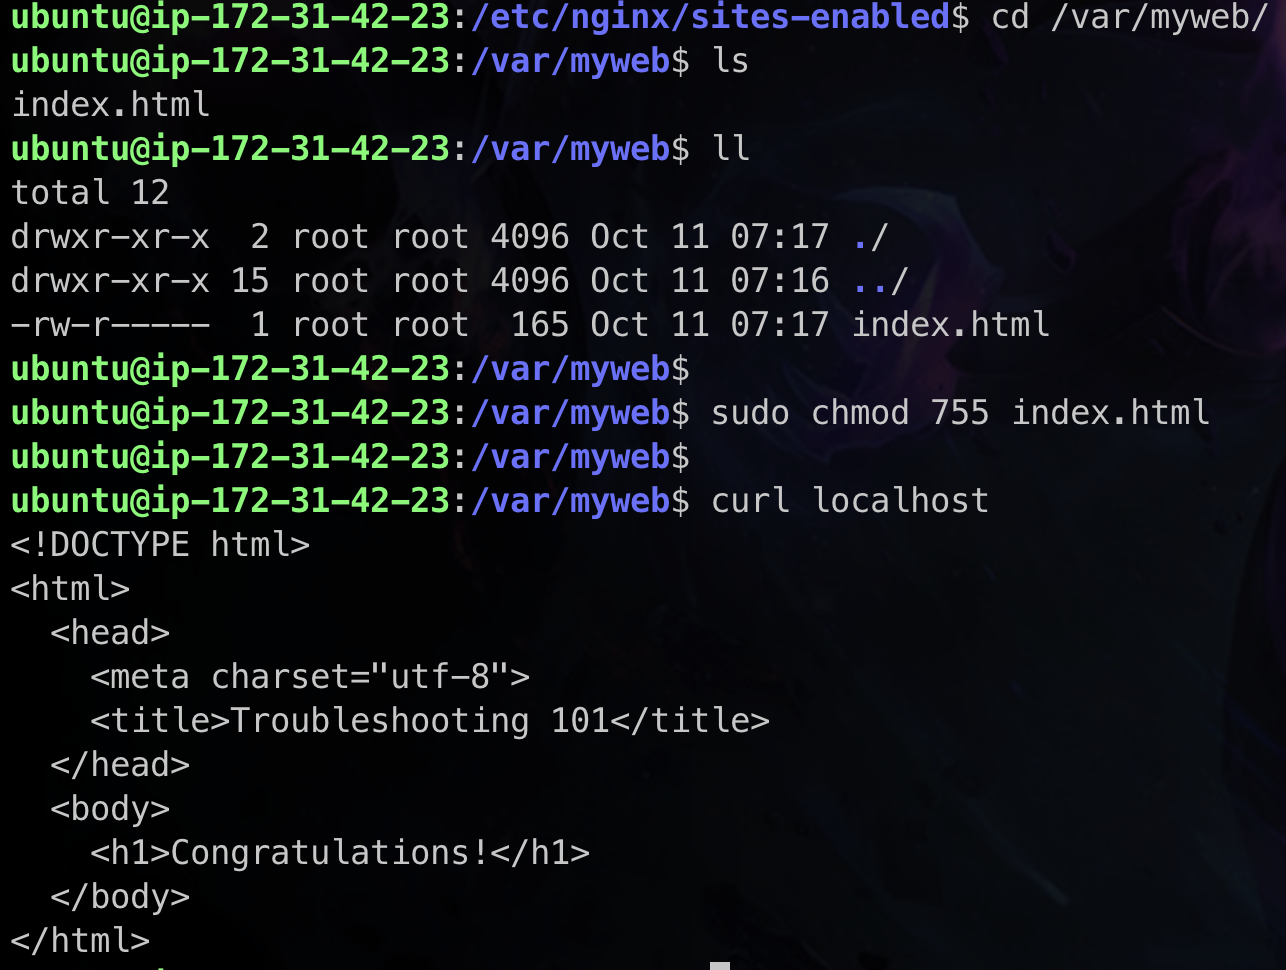 ubuntu@ip-172-31-42-23:/etc/nginx/sites-enabled$ cd /var/myweb/
ubuntu@ip-172-31-42-23:/var/myweb$ ls
index.html
ubuntu@ip-172-31-42-23:/var/myweb$ ll
total 12
drwxr-xr-x  2 root root 4096 Oct 11 07:17 ./
drwxr-xr-x 15 root root 4096 Oct 11 07:16 ../
-rw-r-----  1 root root  165 Oct 11 07:17 index.html
ubuntu@ip-172-31-42-23:/var/myweb$
ubuntu@ip-172-31-42-23:/var/myweb$ sudo chmod 755 index.html
ubuntu@ip-172-31-42-23:/var/myweb$
ubuntu@ip-172-31-42-23:/var/myweb$ curl localhost
<!DOCTYPE html>
<html>
  <head>
    <meta charset="utf-8">
    <title>Troubleshooting 101</title>
  </head>
  <body>
    <h1>Congratulations!</h1>
  </body>
</html>